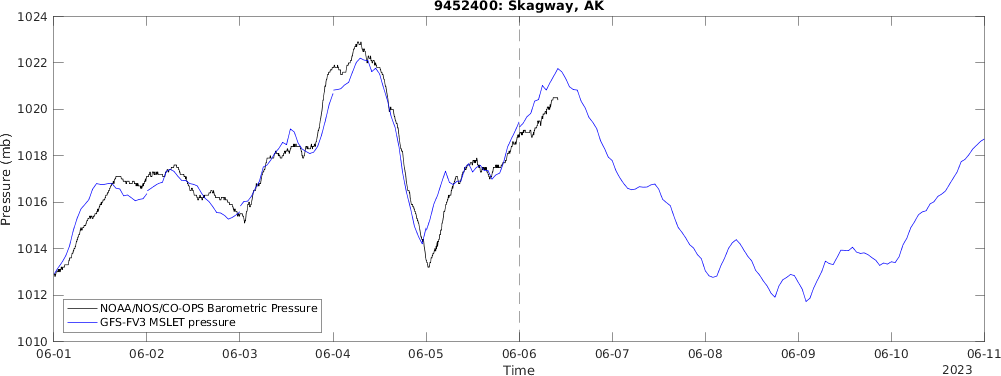 9452400: Skagway, AK
1024
1022
1020
1018
1016
1014
1012
1010
Pressure (mb)
NOAA/NOS/CO-OPS Barometric Pressure
GFS-FV3 MSLET pressure
06-01 06-02 06-03 06-04 06-05 06-06 06-07 06-08 06-09 06-10 06-11
Time
2023